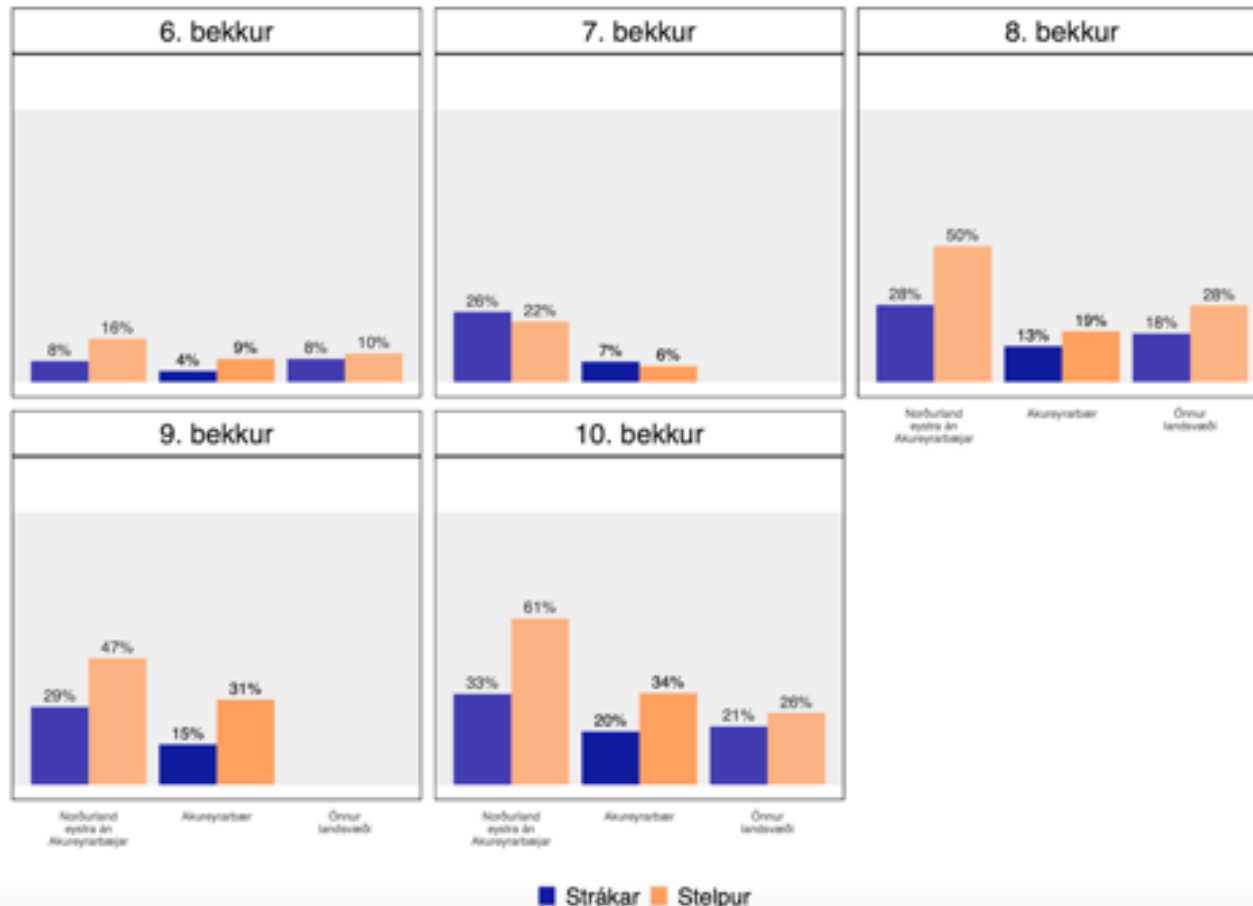 6. bekkur
7. bekkur
8. bekkur
8%
16%
4%
9%
8%
10%
26%
22%
7%
6%
28%
50%
13%
19%
18%
28%
Norðurland
eystra án
Akureyrarbæjar
Akureyrarbær
Önnur
landsvæði
9. bekkur
10. bekkur
29%
47%
15%
31%
33%
61%
20%
34%
21%
26%
Norðurland
eystra án
Akureyrarbæjar
Akureyrarbær
Önnur
landsvæði
Norðurland
eystra án
Akureyrarbæjar
Akureyrarbær
Önnur
landsvæði
Strákar
Stelpur